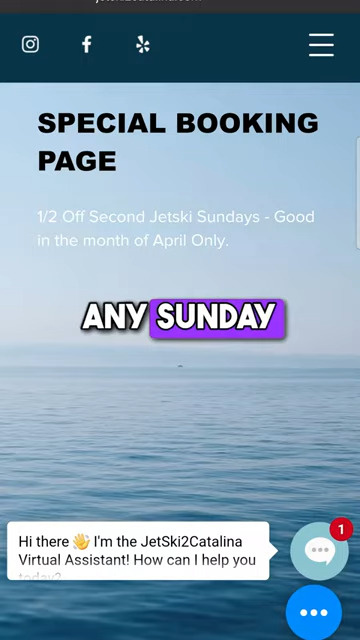 SPECIAL BOOKING
PAGE
1/2 Off Second Jetski Sundays - Good
in the month of April Only.
ANY SUNDAY
1
Hi there 👋 I'm the JetSki2Catalina
Virtual Assistant! How can I help you
today?